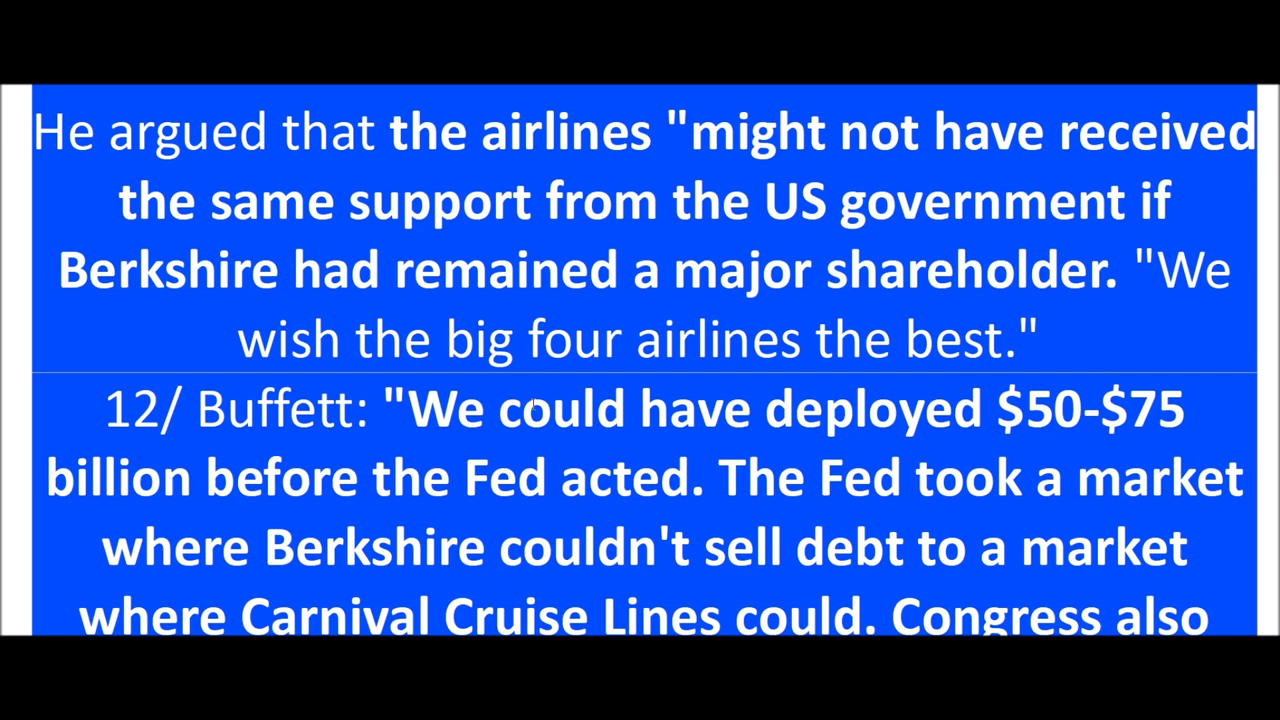 He argued that the airlines "might not have received
the same support from the US government if
Berkshire had remained a major shareholder. "We
wish the big four airlines the best."
12/ Buffett: "We could have deployed $50-$75
billion before the Fed acted. The Fed took a market
where Berkshire couldn't sell debt to a market
where Carnival Cruise Lines could. Congress also